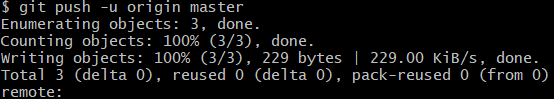 $ git push -u origin master
Enumerating objects: 3, done.
Counting objects: 100% (3/3), done.
Writing objects: 100% (3/3), 229 bytes | 229.00 KiB/s, done.
Total 3 (delta 0), reused 0 (delta 0), pack-reused 0 (from 0)
remote: